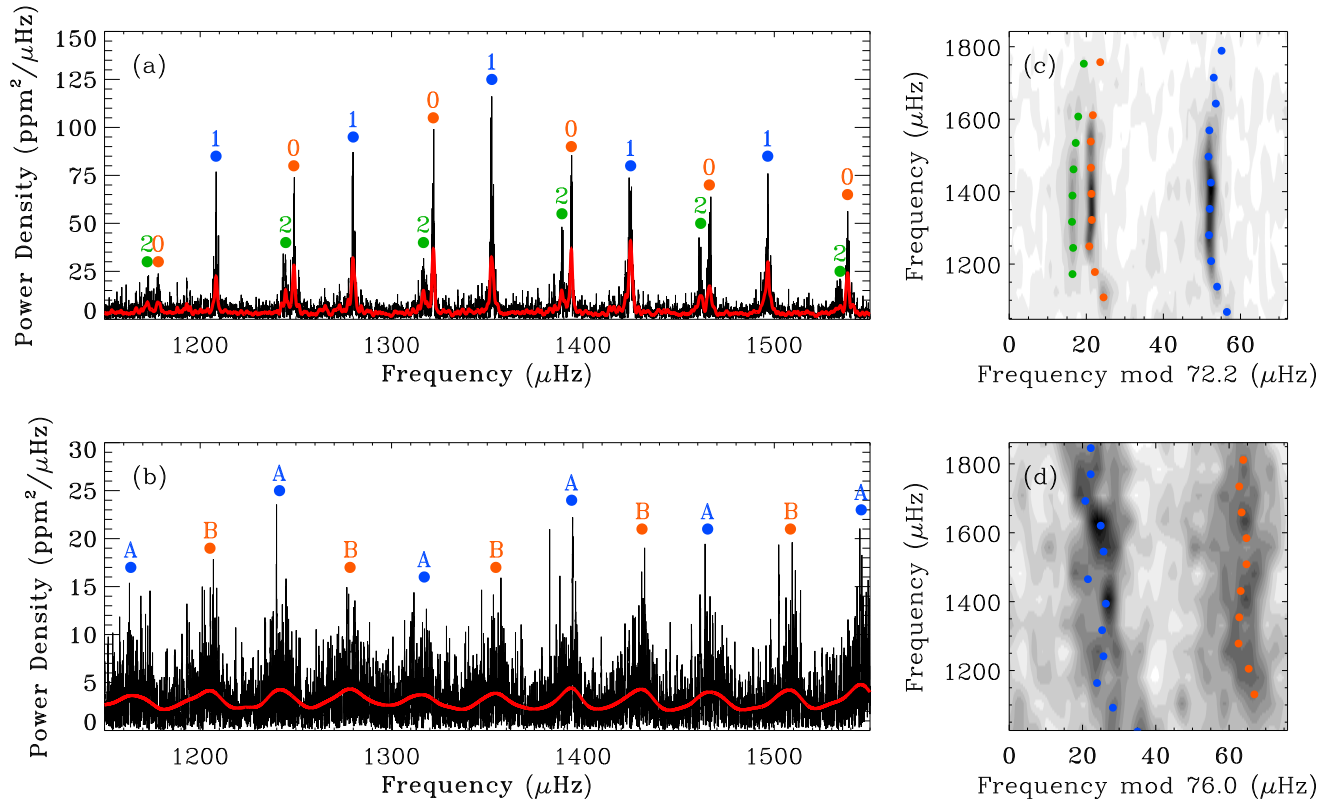 (a)
Power Density (ppm²/μHz)
150
125
100
75
50
25
0
2 0 1 2 0 1 2 0 1 2 0 1 2 0 1 2 0
1200 1300 1400 1500
Frequency (μHz)
(c)
Frequency (μHz)
1800
1600
1400
1200
0 20 40 60
Frequency mod 72.2 (μHz)
(b)
Power Density (ppm²/μHz)
30
25
20
15
10
5
0
A B A B A B A B A B A
1200 1300 1400 1500
Frequency (μHz)
(d)
Frequency (μHz)
1800
1600
1400
1200
0 20 40 60
Frequency mod 76.0 (μHz)